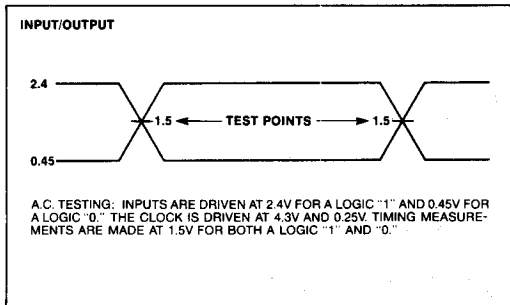 INPUT/OUTPUT
2.4
1.5 TEST POINTS 1.5
0.45
A.C. TESTING: INPUTS ARE DRIVEN AT 2.4V FOR A LOGIC "1" AND 0.45V FOR
A LOGIC "0." THE CLOCK IS DRIVEN AT 4.3V AND 0.25V. TIMING MEASURE-
MENTS ARE MADE AT 1.5V FOR BOTH A LOGIC "1" AND "0."